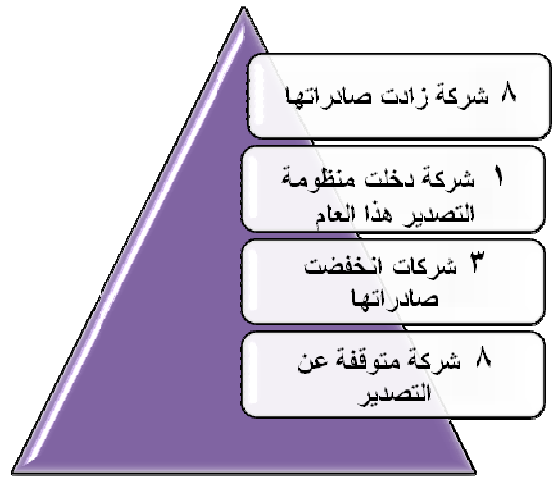 ٨ شركة زادت صادراتها
١ شركة دخلت منظومة
التصدير هذا العام
٣ شركات انخفضت
صادراتها
٨ شركة متوقفة عن
التصدير